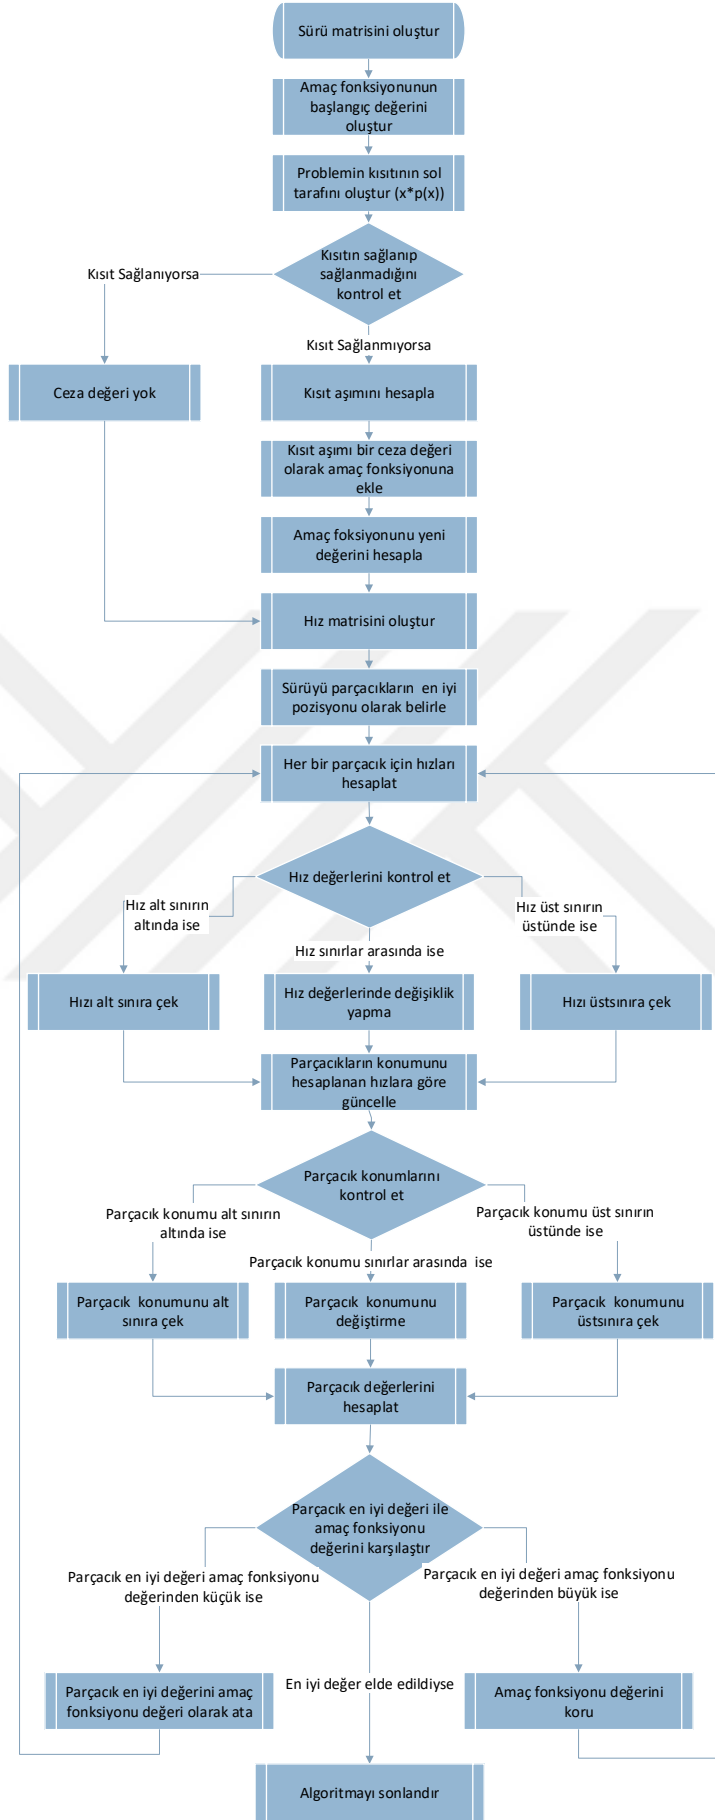 Sürü matrisini oluştur
Amaç fonksiyonunun
başlangıç değerini
oluştur
Problemin kısıtının sol
tarafını oluştur (x*p(x))
Kısıtın sağlanıp
sağlanmadığını
kontrol et
Kısıt Sağlanıyorsa
Kısıt Sağlanmıyorsa
Ceza değeri yok
Kısıt aşımını hesapla
Kısıt aşımı bir ceza değeri
olarak amaç fonksiyonuna
ekle
Amaç foksiyonunu yeni
değerini hesapla
Hız matrisini oluştur
Sürüyü parçacıkların en iyi
pozisyonu olarak belirle
Her bir parçacık için hızları
hesaplat
Hız değerlerini kontrol et
Hız alt sınırın
altında ise
Hız sınırlar arasında ise
Hız üst sınırın
üstünde ise
Hızı alt sınıra çek
Hız değerlerinde değişiklik
yapma
Hızı üstsınıra çek
Parçacıkların konumunu
hesaplanan hızlara göre
güncelle
Parçacık konumlarını
kontrol et
Parçacık konumu alt sınırın
altında ise
Parçacık konumu sınırlar arasında ise
Parçacık konumu üst sınırın
üstünde ise
Parçacık konumunu alt
sınıra çek
Parçacık konumunu
değiştirme
Parçacık konumunu
üstsınıra çek
Parçacık değerlerini
hesaplat
Parçacık en iyi değeri ile
amaç fonksiyonu
değerini karşılaştır
Parçacık en iyi değeri amaç fonksiyonu
değerinden küçük ise
Parçacık en iyi değeri amaç fonksiyonu
değerinden büyük ise
En iyi değer elde edildiyse
Parçacık en iyi değerini amaç
fonksiyonu değeri olarak ata
Amaç fonksiyonu değerini
koru
Algoritmayı sonlandır